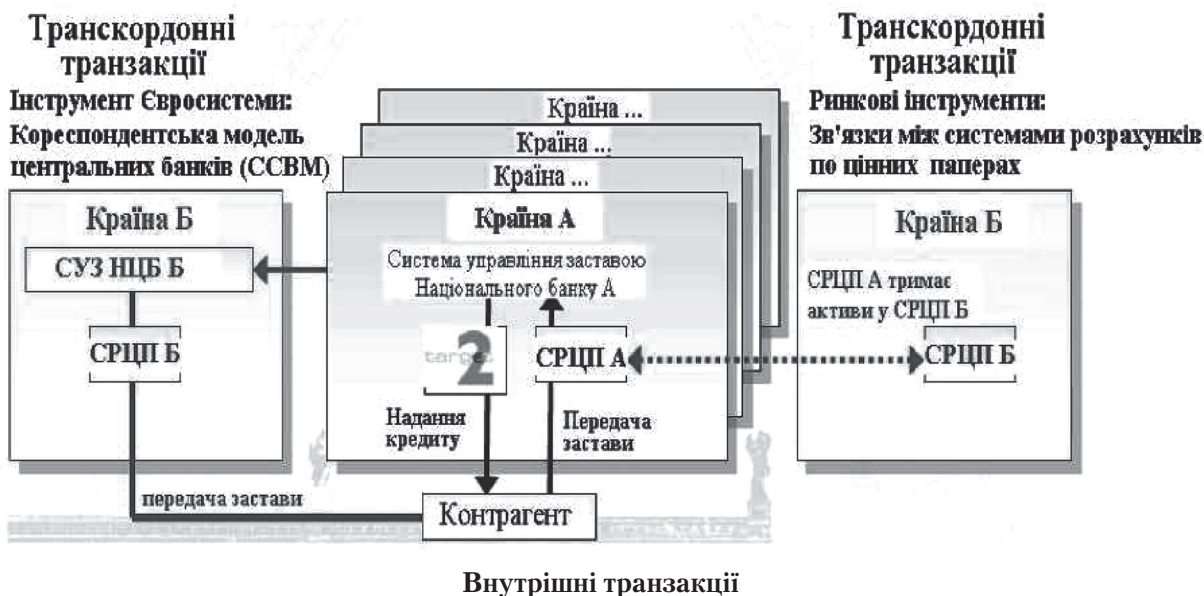 Транскордонні
транзакції
Інструмент Євросистеми:
Кореспондентська модель
центральних банків (ССВМ)
Країна Б
СУЗ НЦБ Б
СРЦП Б
передача застави
Країна ...
Країна ...
Країна ...
Країна А
Система управління заставою
Національного банку А
target
2
СРЦП А
Надання
кредиту
Передача
застави
Контрагент
Транскордонні
транзакції
Ринкові інструменти:
Зв'язки між системами розрахунків
по цінних паперах
Країна Б
СРЦП А тримає
активи у СРЦП Б
СРЦП Б
Внутрішні транзакції